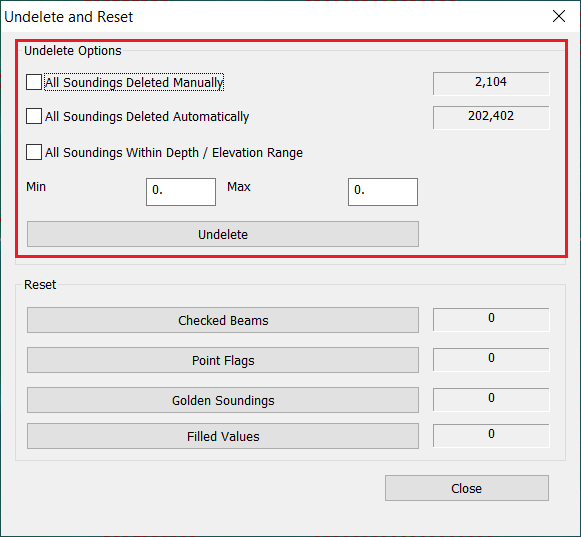 Undelete and Reset
Undelete Options
All Soundings Deleted Manually 2,104
All Soundings Deleted Automatically 202,402
All Soundings Within Depth / Elevation Range
Min 0. Max 0.
Undelete
Reset
Checked Beams 0
Point Flags 0
Golden Soundings 0
Filled Values 0
Close